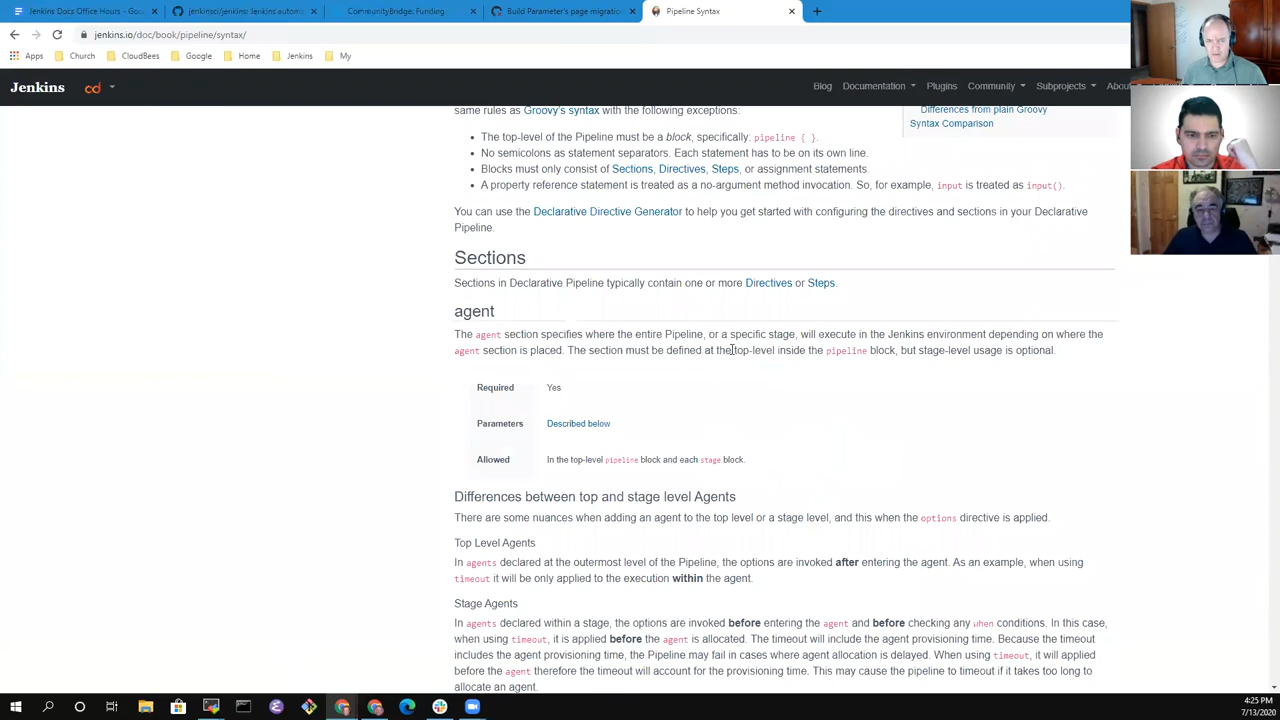 Jenkins Docs Office Hours - Goo
jenkinsci/jenkins: Jenkins autom
CommunityBridge: Funding
Build Parameter's page migration
Pipeline Syntax
jenkins.io/doc/book/pipeline/syntax/
Apps Church CloudBees Google Home Jenkins My
Jenkins cd Blog Documentation Plugins Community Subprojects About
same rules as Groovy's syntax with the following exceptions:
Differences from plain Groovy
Syntax Comparison
• The top-level of the Pipeline must be a block, specifically: pipeline { }.
• No semicolons as statement separators. Each statement has to be on its own line.
• Blocks must only consist of Sections, Directives, Steps, or assignment statements.
• A property reference statement is treated as a no-argument method invocation. So, for example, input is treated as input().
You can use the Declarative Directive Generator to help you get started with configuring the directives and sections in your Declarative
Pipeline.
Sections
Sections in Declarative Pipeline typically contain one or more Directives or Steps.
agent
The agent section specifies where the entire Pipeline, or a specific stage, will execute in the Jenkins environment depending on where the
agent section is placed. The section must be defined at the top-level inside the pipeline block, but stage-level usage is optional.
Required Yes
Parameters Described below
Allowed In the top-level pipeline block and each stage block.
Differences between top and stage level Agents
There are some nuances when adding an agent to the top level or a stage level, and this when the options directive is applied.
Top Level Agents
In agents declared at the outermost level of the Pipeline, the options are invoked after entering the agent. As an example, when using
timeout it will be only applied to the execution within the agent.
Stage Agents
In agents declared within a stage, the options are invoked before entering the agent and before checking any when conditions. In this case,
when using timeout, it is applied before the agent is allocated. The timeout will include the agent provisioning time. Because the timeout
includes the agent provisioning time, the Pipeline may fail in cases where agent allocation is delayed. When using timeout, it will applied
before the agent therefore the timeout will account for the provisioning time. This may cause the pipeline to timeout if it takes too long to
allocate an agent.
4:25 PM
7/13/2020